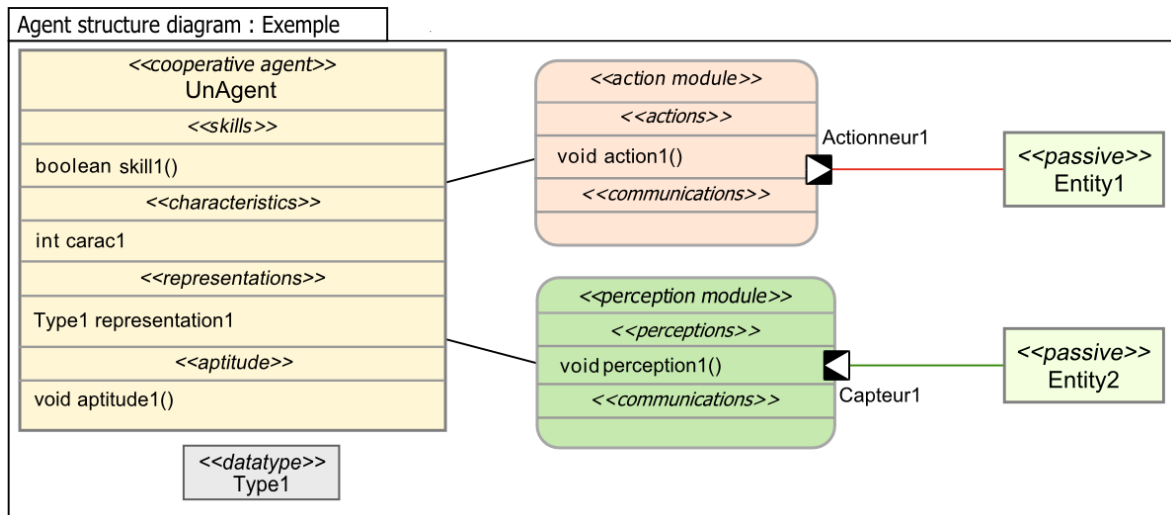 Agent structure diagram : Exemple
<<cooperative agent>>
UnAgent
<<skills>>
boolean skill1()
<<characteristics>>
int carac1
<<representations>>
Type1 representation1
<<aptitude>>
void aptitude1()
<<datatype>>
Type1
<<action module>>
<<actions>>
void action1()
<<communications>>
Actionneur1
<<passive>>
Entity1
<<perception module>>
<<perceptions>>
void perception1()
<<communications>>
Capteur1
<<passive>>
Entity2